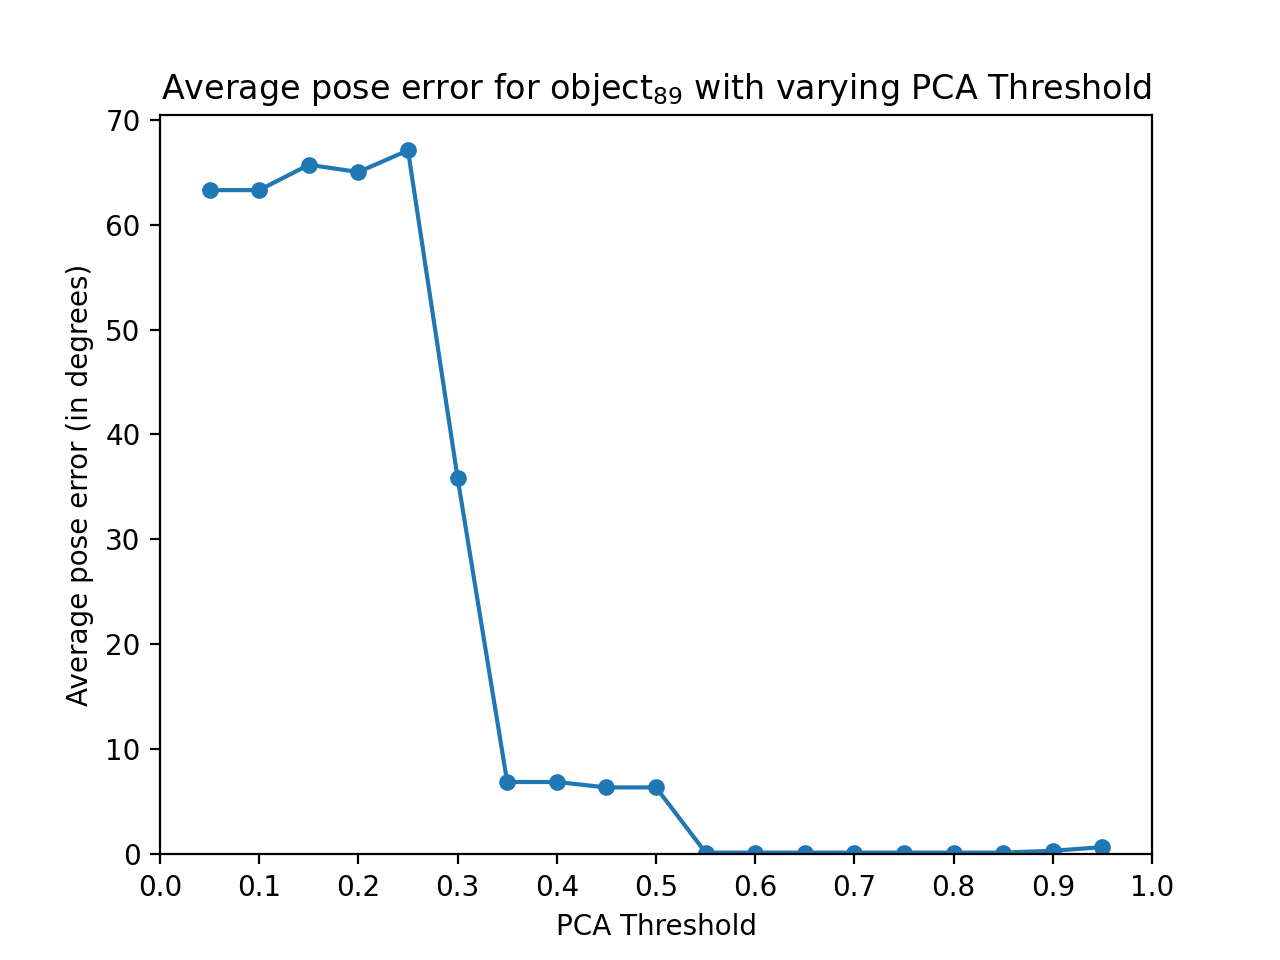 Average pose error for object₈₉ with varying PCA Threshold
70
60
50
40
30
20
10
0
Average pose error (in degrees)
0.0 0.1 0.2 0.3 0.4 0.5 0.6 0.7 0.8 0.9 1.0
PCA Threshold